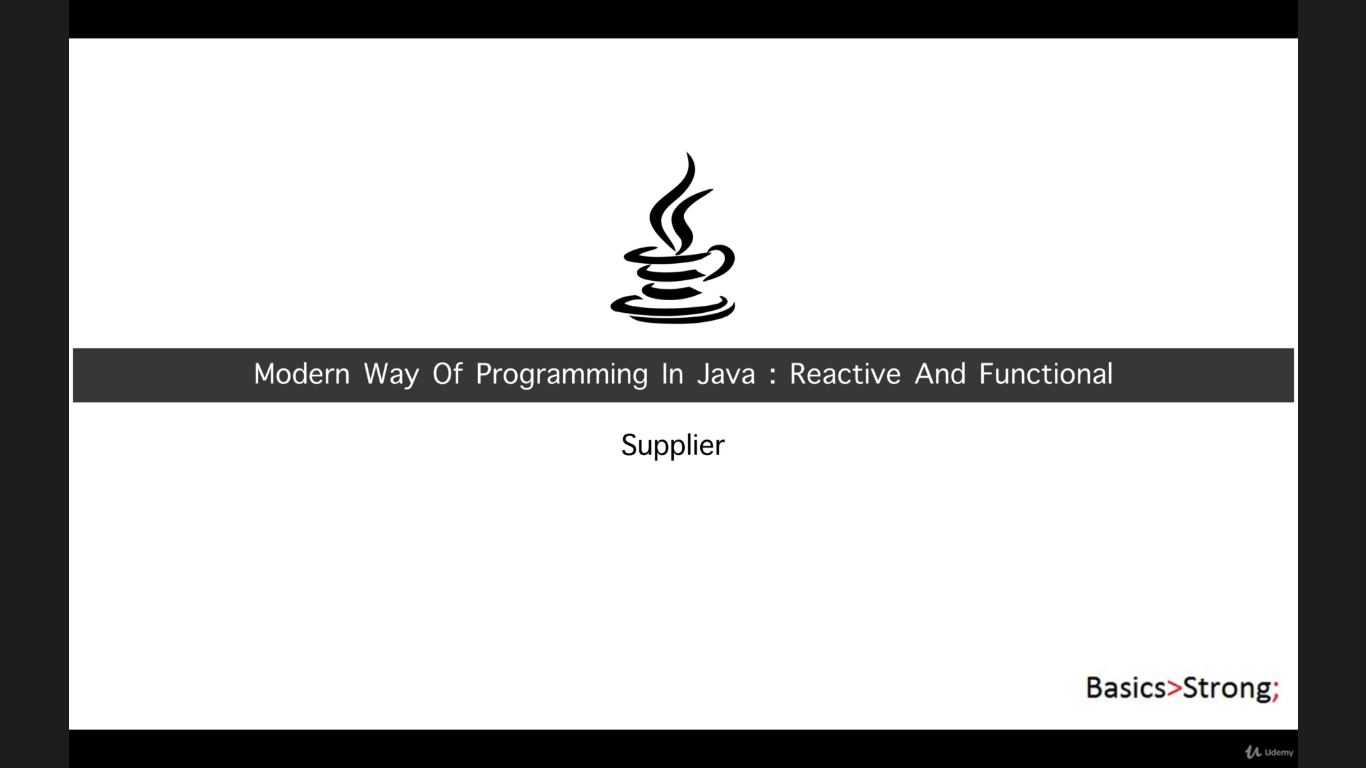 Modern Way Of Programming In Java : Reactive And Functional
Supplier
Basics>Strong;
Udemy